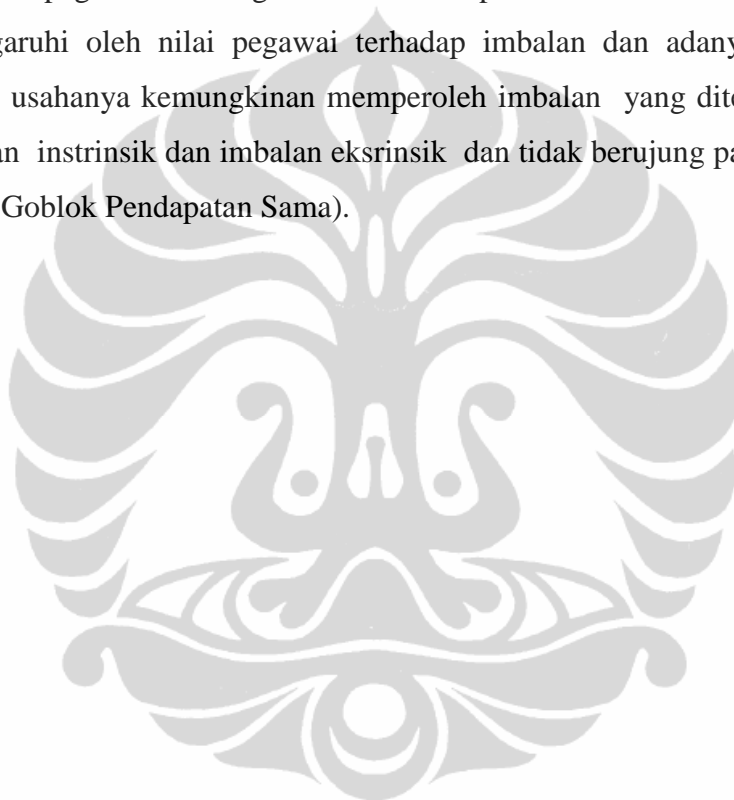 garuhi oleh nilai pegawai terhadap imbalan dan adany
usahanya kemungkinan memperoleh imbalan yang dit
an instrinsik dan imbalan eksrinsik dan tidak berujung pa
Goblok Pendapatan Sama).